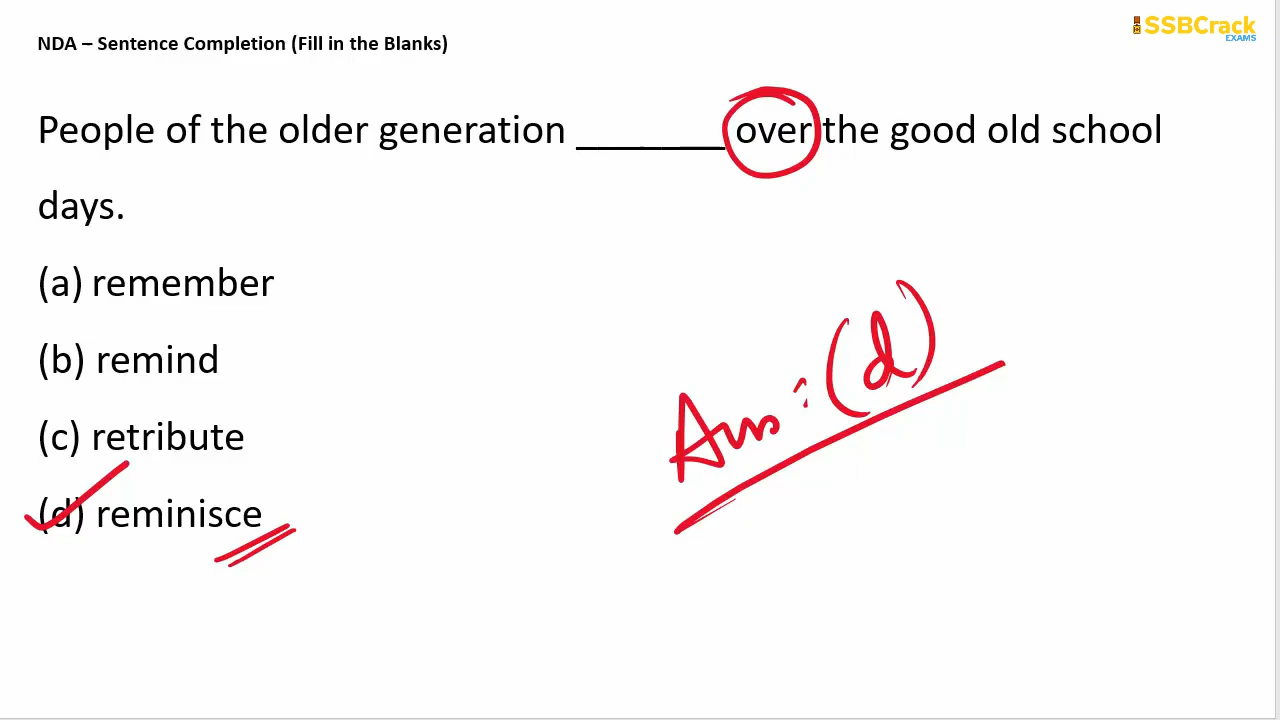 NDA – Sentence Completion (Fill in the Blanks)
SSBCrack
EXAMS
People of the older generation _______ over the good old school
days.
(a) remember
(b) remind
(c) retribute
(d) reminisce
Ans: (d)